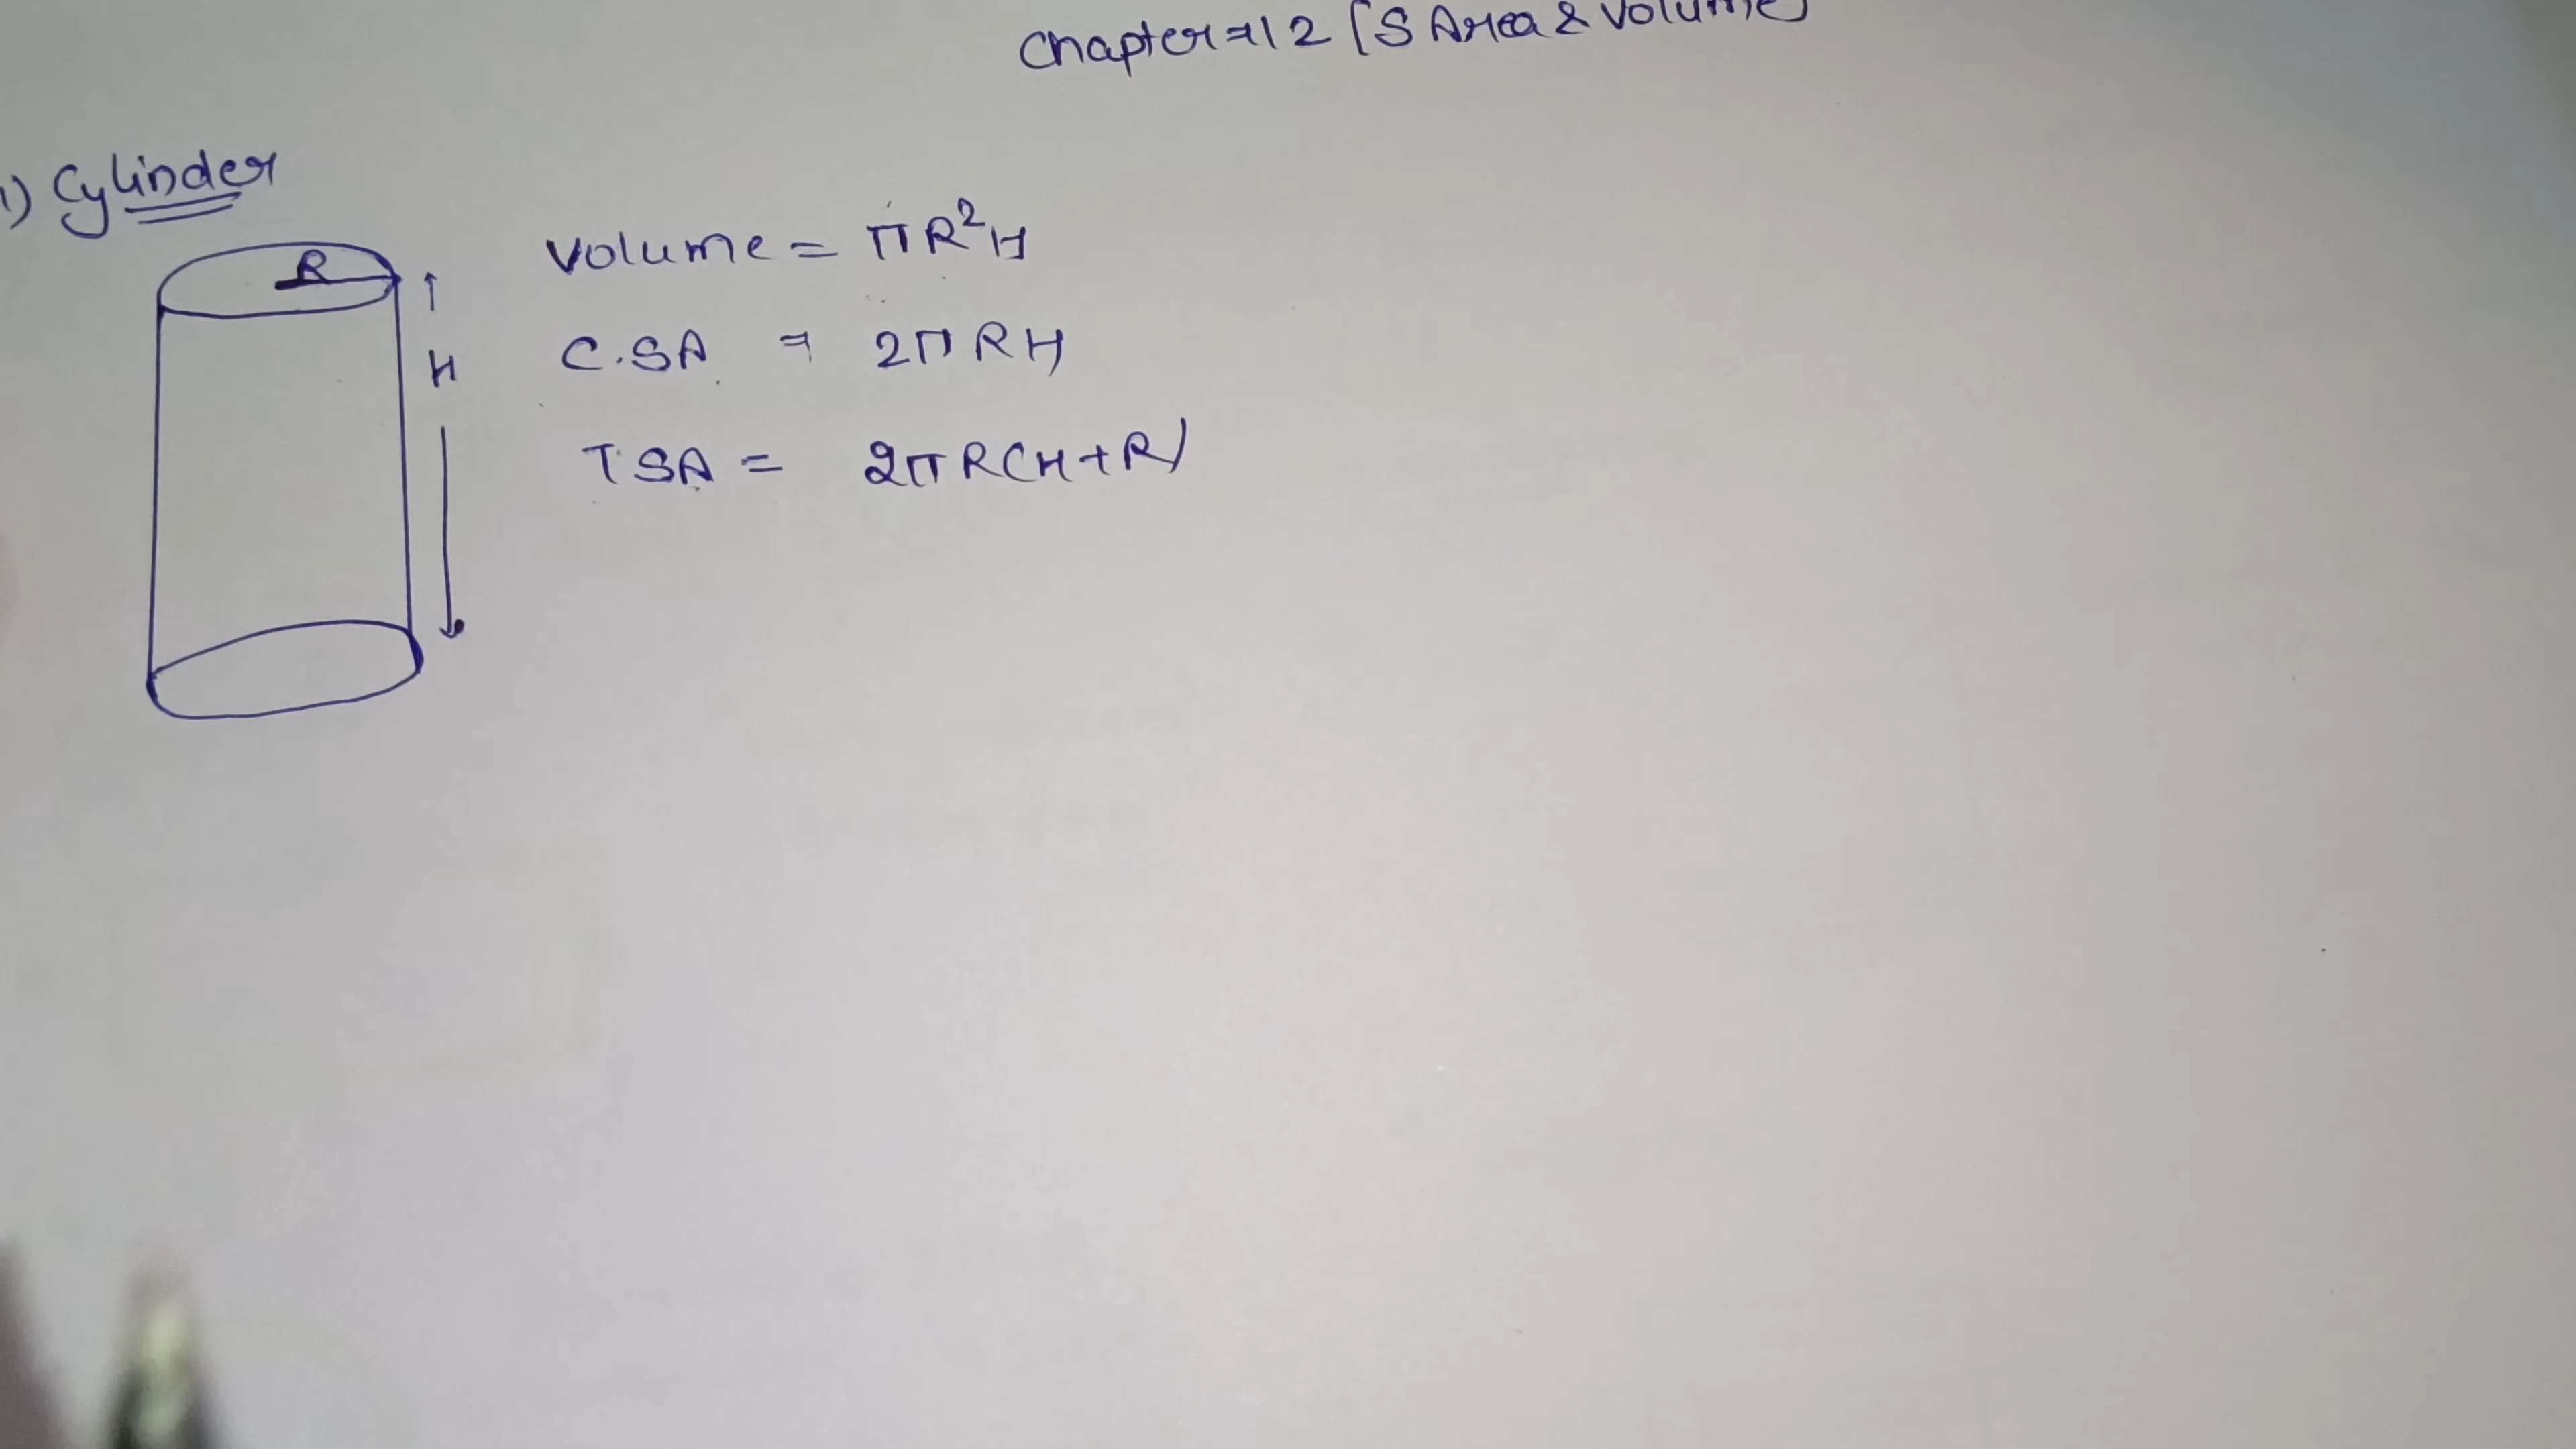 Chapter = 12 (S Area & Volume)
1) Cylinder
R
H
Volume = πR²H
C.SA = 2πRH
TSA = 2πR(H+R)